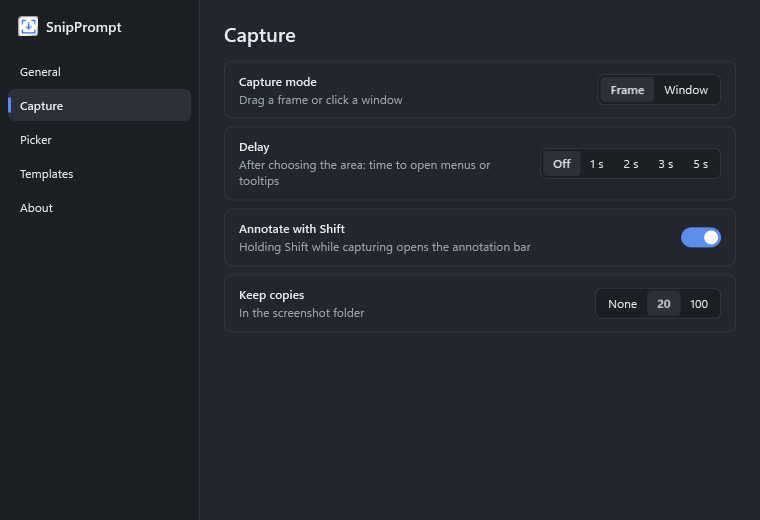 SnipPrompt
General
Capture
Picker
Templates
About
Capture
Capture mode
Drag a frame or click a window
Frame Window
Delay
After choosing the area: time to open menus or
tooltips
Off 1 s 2 s 3 s 5 s
Annotate with Shift
Holding Shift while capturing opens the annotation bar
Keep copies
In the screenshot folder
None 20 100